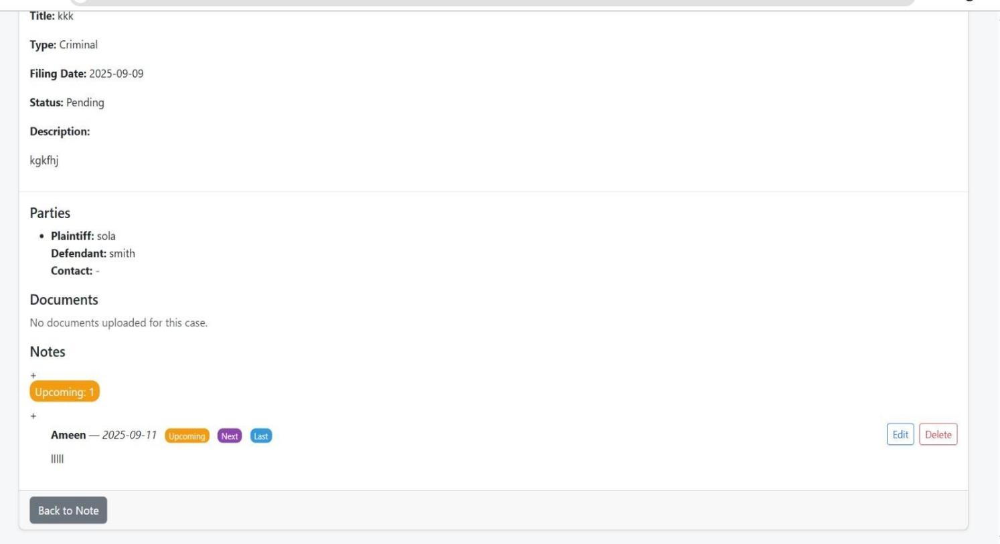 Title: kkk
Type: Criminal
Filing Date: 2025-09-09
Status: Pending
Description:
kgkfhj
Parties
• Plaintiff: sola
Defendant: smith
Contact: -
Documents
No documents uploaded for this case.
Notes
+
Upcoming: 1
+
Ameen — 2025-09-11 Upcoming Next Last Edit Delete
lllll
Back to Note